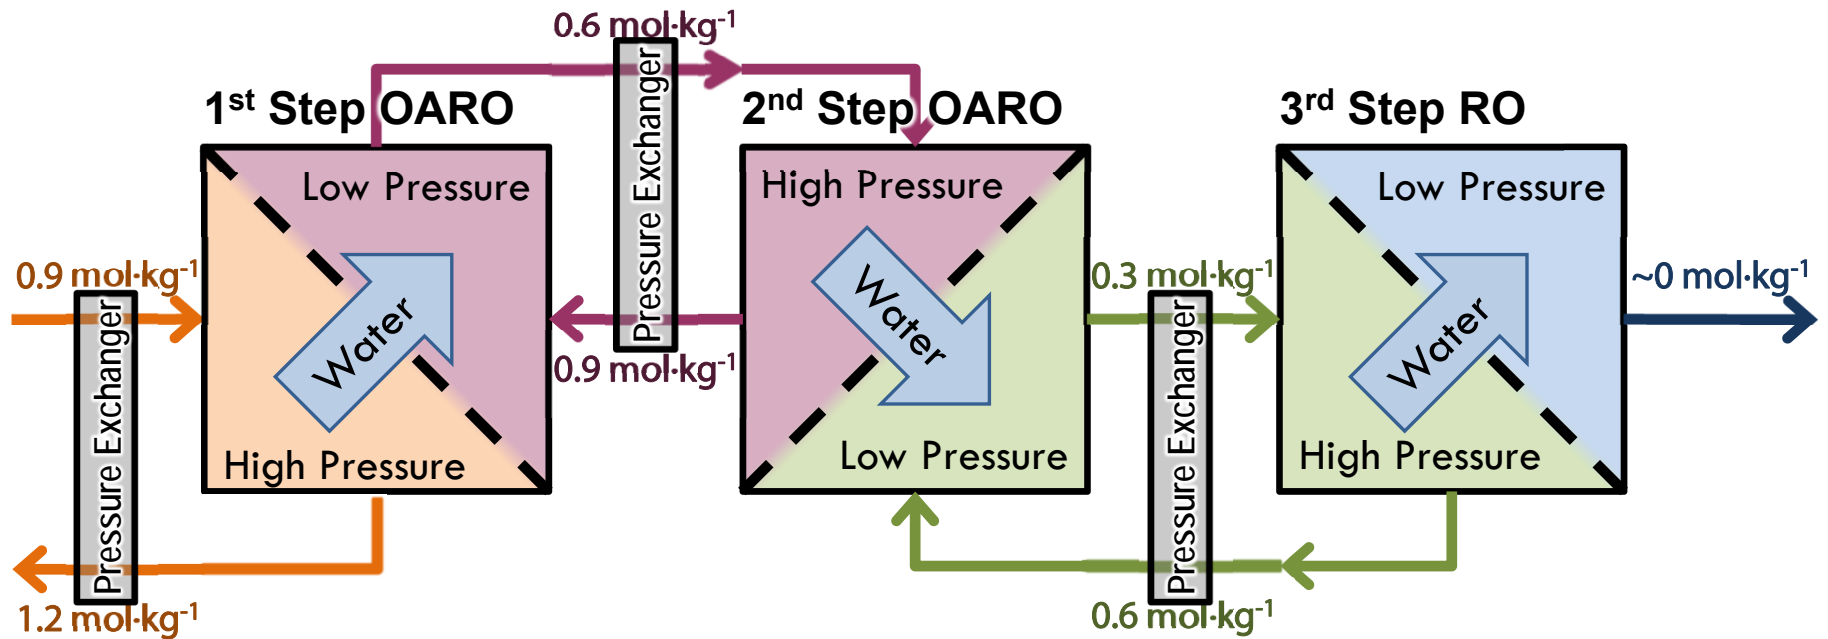 0.6 mol·kg-1
1st Step OARO
2nd Step OARO
3rd Step RO
Pressure Exchanger
Low Pressure
High Pressure
Low Pressure
0.9 mol·kg-1
0.3 mol·kg-1
~0 mol·kg-1
Pressure Exchanger
Water
Water
Pressure Exchanger
Water
0.9 mol·kg-1
High Pressure
Low Pressure
High Pressure
1.2 mol·kg-1
0.6 mol·kg-1